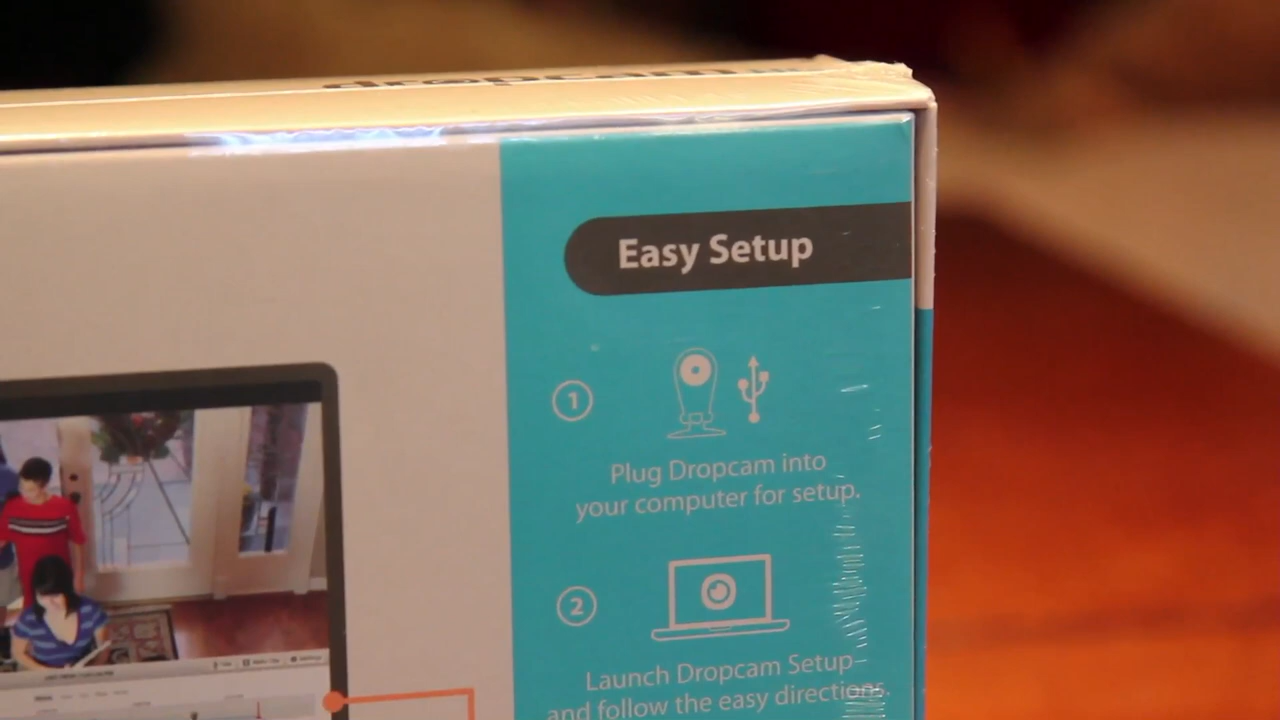 dropcam
Easy Setup
1
Plug Dropcam into
your computer for setup.
2
Launch Dropcam Setup
and follow the easy directions.